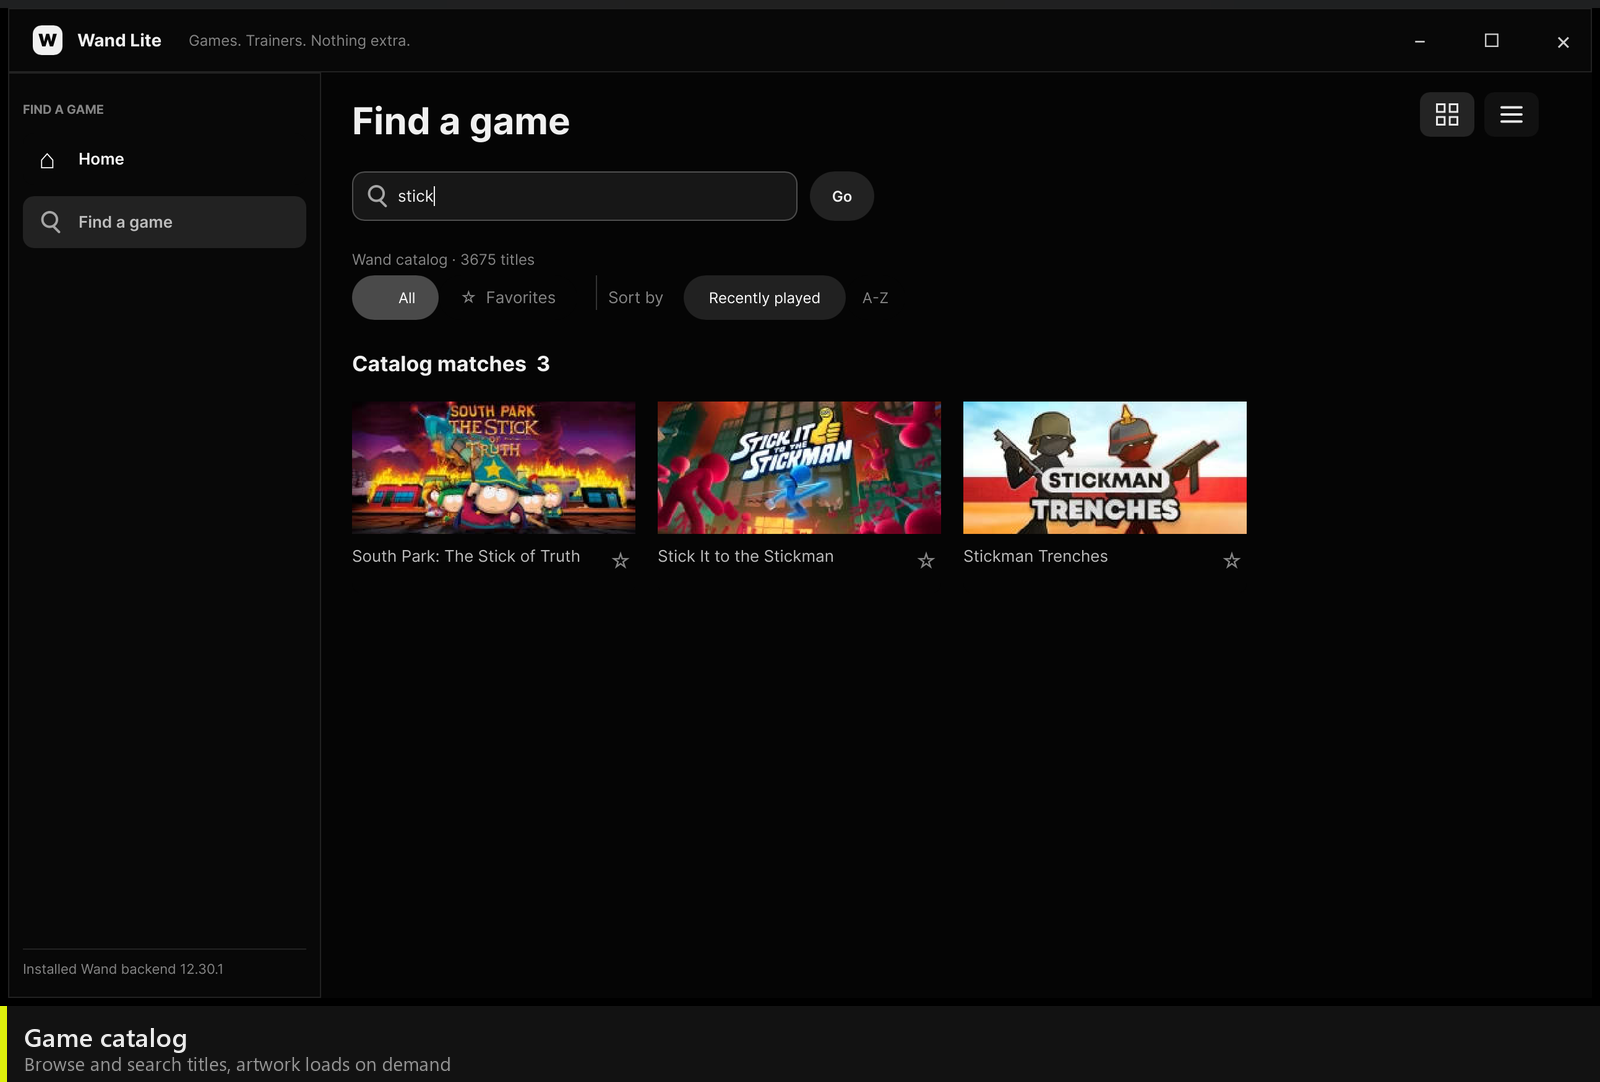 W Wand Lite Games. Trainers. Nothing extra.
FIND A GAME
Home
Find a game
Find a game
stick
Go
Wand catalog · 3675 titles
All
Favorites
Sort by
Recently played
A-Z
Catalog matches 3
SOUTH PARK
THE STICK
OF
TRUTH
STICK IT
TO THE
STICKMAN
STICKMAN
TRENCHES
South Park: The Stick of Truth
Stick It to the Stickman
Stickman Trenches
Installed Wand backend 12.30.1
Game catalog
Browse and search titles, artwork loads on demand